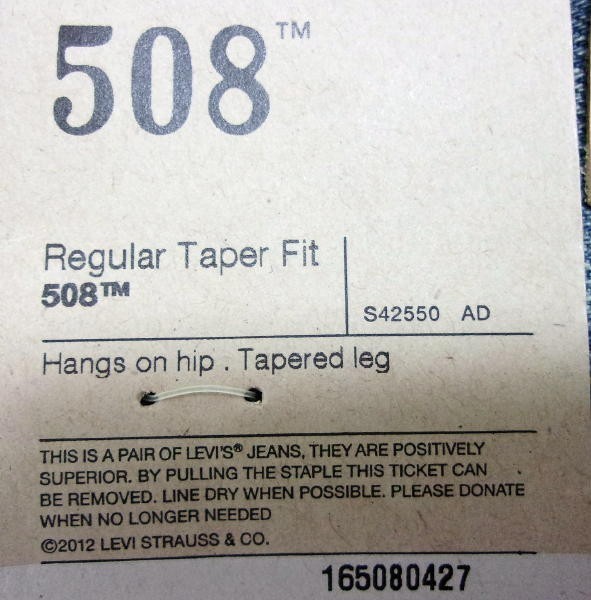 508™
Regular Taper Fit
508™
S42550 AD
Hangs on hip . Tapered leg
THIS IS A PAIR OF LEVI'S® JEANS, THEY ARE POSITIVELY
SUPERIOR. BY PULLING THE STAPLE THIS TICKET CAN
BE REMOVED. LINE DRY WHEN POSSIBLE. PLEASE DONATE
WHEN NO LONGER NEEDED
©2012 LEVI STRAUSS & CO.
165080427